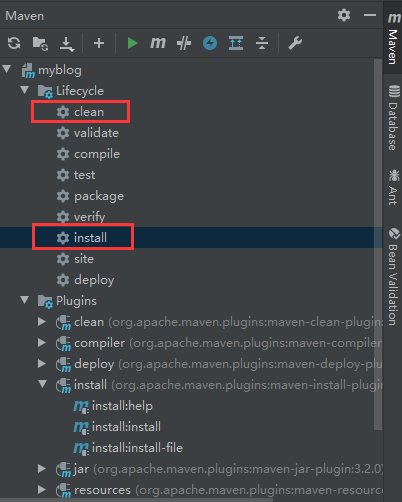 Maven
myblog
Lifecycle
clean
validate
compile
test
package
verify
install
site
deploy
Plugins
clean (org.apache.maven.plugins:maven-clean-plugin:
compiler (org.apache.maven.plugins:maven-compiler
deploy (org.apache.maven.plugins:maven-deploy-plu
install (org.apache.maven.plugins:maven-install-plugin
install:help
install:install
install:install-file
jar (org.apache.maven.plugins:maven-jar-plugin:3.2.0)
resources (org.apache.maven.plugins:maven-resource
Maven
Database
Ant
Bean Validation